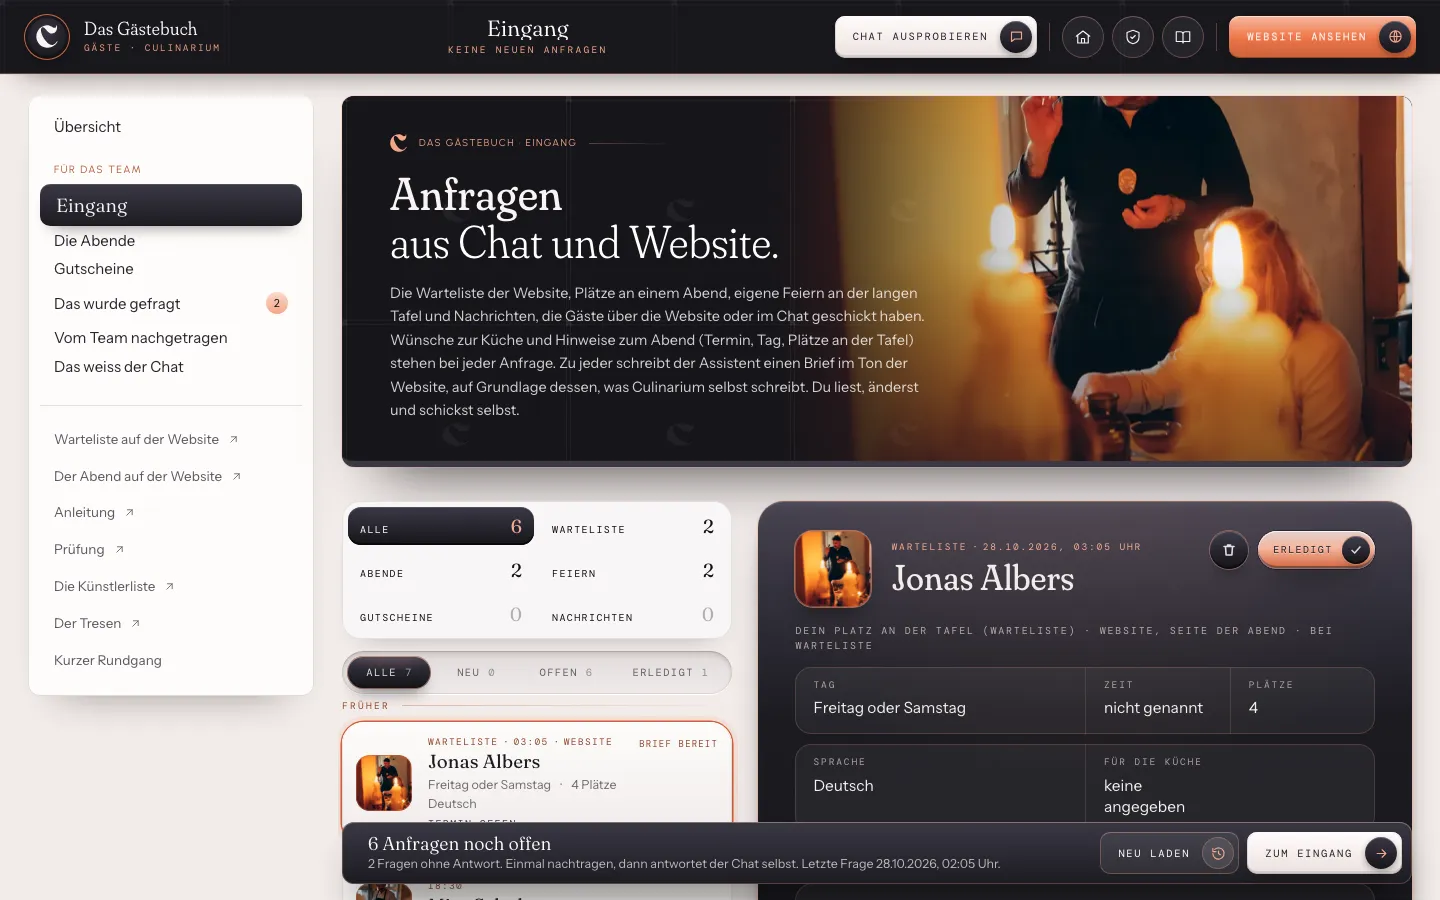 Das Gästebuch
GÄSTE · CULINARIUM
Eingang
KEINE NEUEN ANFRAGEN
CHAT AUSPROBIEREN
WEBSITE ANSEHEN
Übersicht
FÜR DAS TEAM
Eingang
Die Abende
Gutscheine
Das wurde gefragt 2
Vom Team nachgetragen
Das weiss der Chat
Warteliste auf der Website
Der Abend auf der Website
Anleitung
Prüfung
Die Künstlerliste
Der Tresen
Kurzer Rundgang
DAS GÄSTEBUCH · EINGANG
Anfragen
aus Chat und Website.
Die Warteliste der Website, Plätze an einem Abend, eigene Feiern an der langen
Tafel und Nachrichten, die Gäste über die Website oder im Chat geschickt haben.
Wünsche zur Küche und Hinweise zum Abend (Termin, Tag, Plätze an der Tafel)
stehen bei jeder Anfrage. Zu jeder schreibt der Assistent einen Brief im Ton der
Website, auf Grundlage dessen, was Culinarium selbst schreibt. Du liest, änderst
und schickst selbst.
ALLE 6 WARTELISTE 2
ABENDE 2 FEIERN 2
GUTSCHEINE 0 NACHRICHTEN 0
ALLE 7 NEU 0 OFFEN 6 ERLEDIGT 1
FRÜHER
WARTELISTE · 03:05 · WEBSITE BRIEF BEREIT
Jonas Albers
Freitag oder Samstag · 4 Plätze
Deutsch
WARTELISTE · 28.10.2026, 03:05 UHR
Jonas Albers
ERLEDIGT
DEIN PLATZ AN DER TAFEL (WARTELISTE) · WEBSITE, SEITE DER ABEND · BEI
WARTELISTE
TAG ZEIT PLÄTZE
Freitag oder Samstag nicht genannt 4
SPRACHE FÜR DIE KÜCHE
Deutsch keine
angegeben
6 Anfragen noch offen
2 Fragen ohne Antwort. Einmal nachtragen, dann antwortet der Chat selbst. Letzte Frage 28.10.2026, 02:05 Uhr.
NEU LADEN
ZUM EINGANG